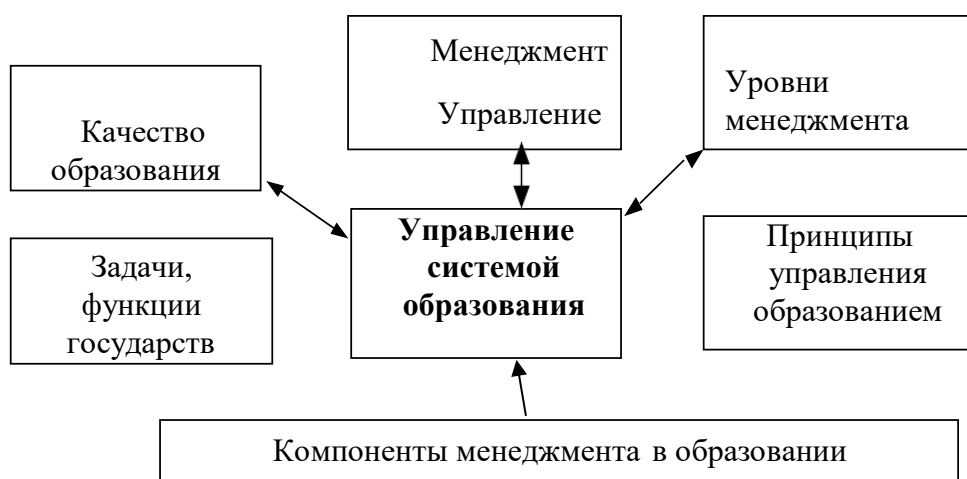 Менеджмент
Управление
Уровни
менеджмента
Качество
образования
Управление
системой
образования
Принципы
управления
образованием
Задачи,
функции
государств
Компоненты менеджмента в образовании